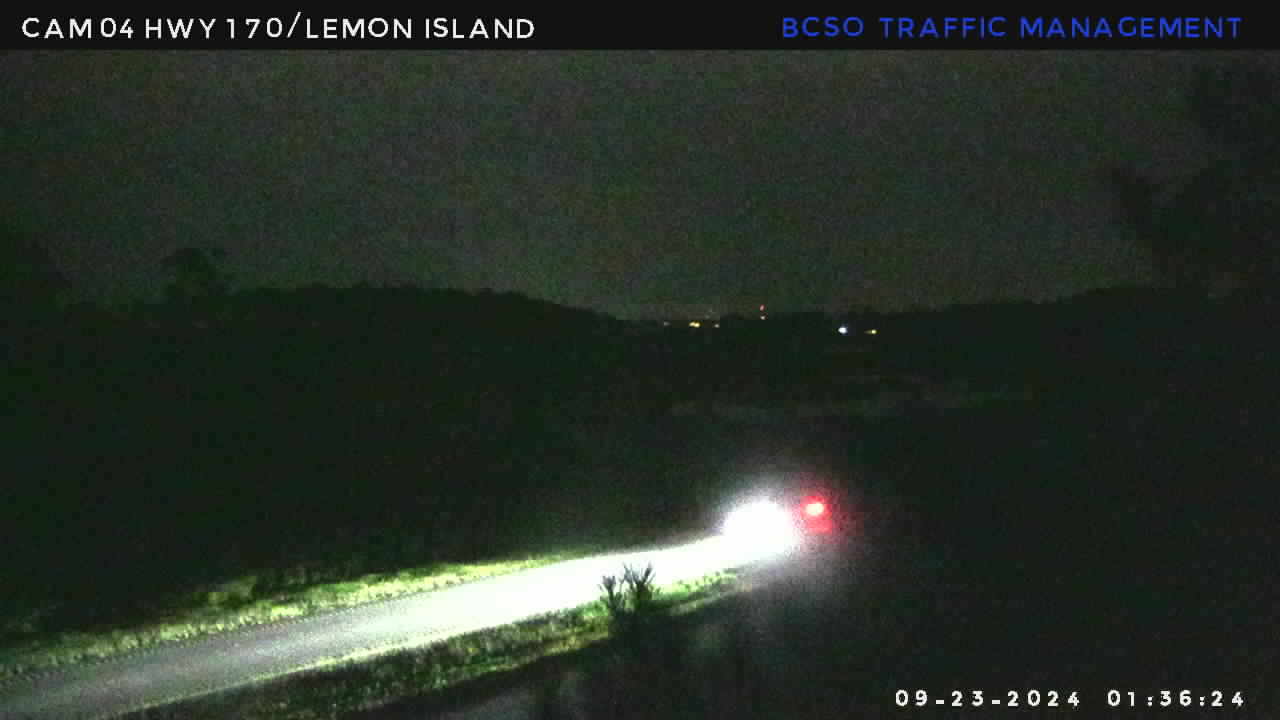 CAM04 HWY 170/LEMON ISLAND
BCSO TRAFFIC MANAGEMENT
09-23-2024 01:36:24